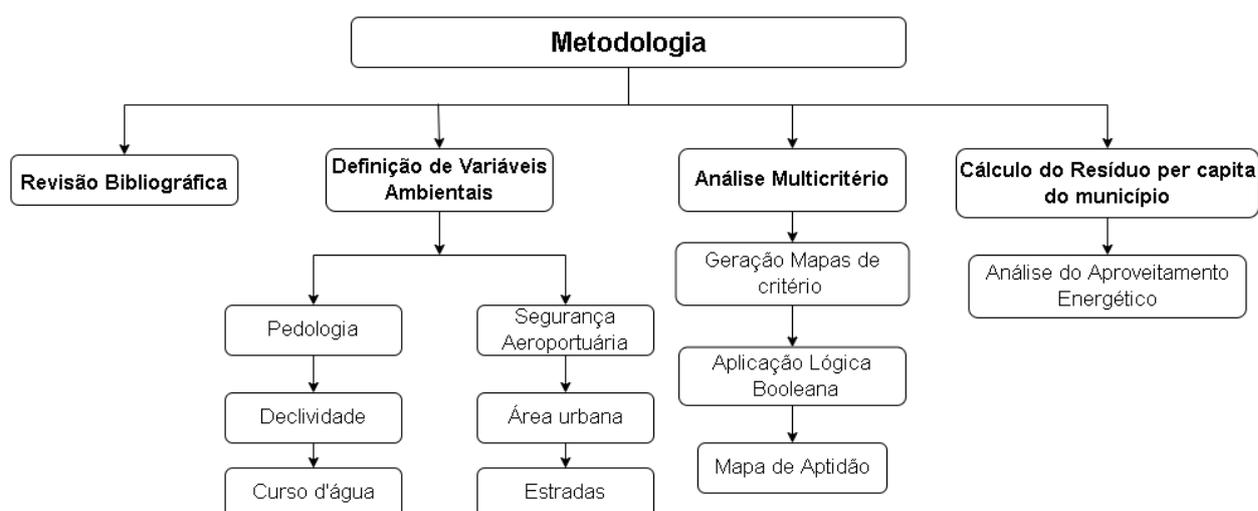 Metodologia
Revisão Bibliográfica
Definição de Variáveis
Ambientais
Pedologia
Declividade
Curso d'água
Segurança
Aeroportuária
Área urbana
Estradas
Análise Multicritério
Geração Mapas de
critério
Aplicação Lógica
Booleana
Mapa de Aptidão
Cálculo do Resíduo per capita
do município
Análise do Aproveitamento
Energético